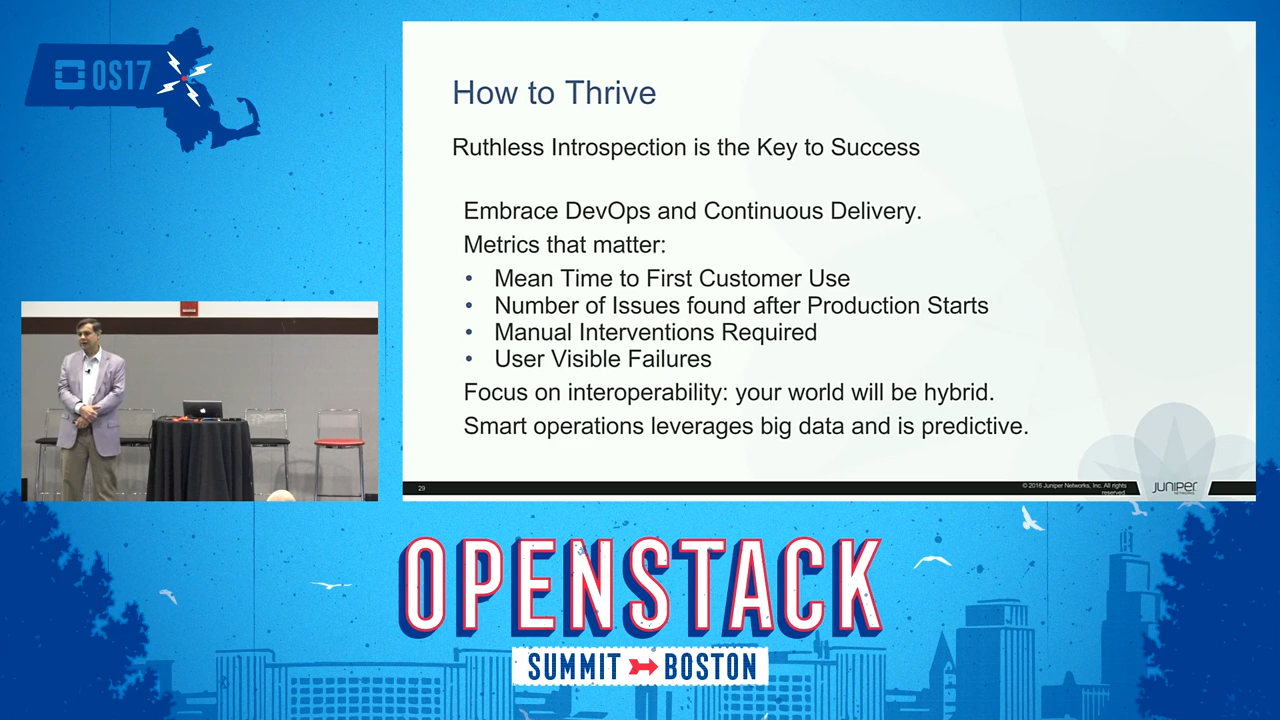 OS17
How to Thrive
Ruthless Introspection is the Key to Success
Embrace DevOps and Continuous Delivery.
Metrics that matter:
• Mean Time to First Customer Use
• Number of Issues found after Production Starts
• Manual Interventions Required
• User Visible Failures
Focus on interoperability: your world will be hybrid.
Smart operations leverages big data and is predictive.
29
© 2016 Juniper Networks, Inc. All rights
reserved.
JUNIPER
NETWORKS
OPENSTACK
SUMMIT BOSTON